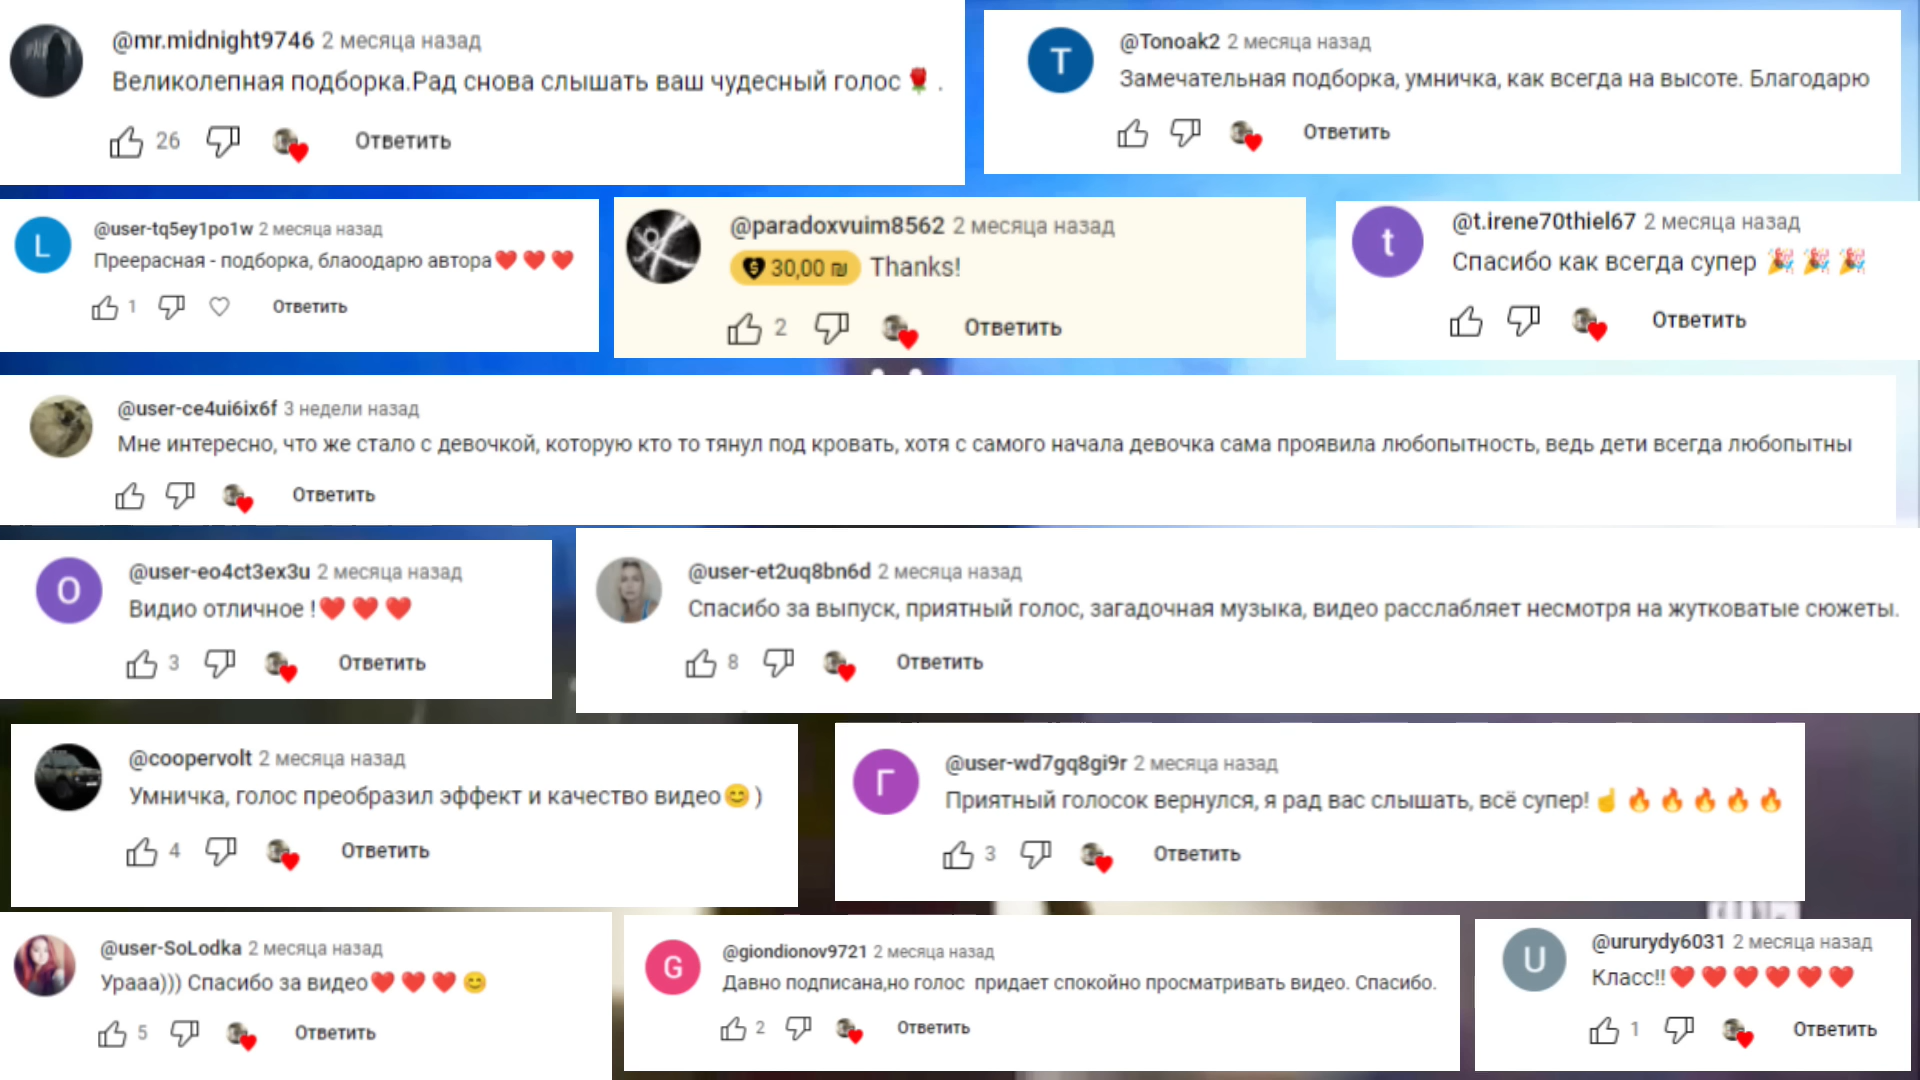 @mr.midnight9746 2 месяца назад
Великолепная подборка.Рад снова слышать ваш чудесный голос🌹.
26 Ответить
@Tonoak2 2 месяца назад
Замечательная подборка, умничка, как всегда на высоте. Благодарю
Ответить
L
@user-tq5ey1po1w 2 месяца назад
Преерасная - подборка, блаоодарю автора❤️❤️❤️
1 Ответить
@paradoxvuim8562 2 месяца назад
30,00 ₪ Thanks!
2 Ответить
t
@t.irene70thiel67 2 месяца назад
Спасибо как всегда супер 🎉🎉🎉
Ответить
@user-ce4ui6ix6f 3 недели назад
Мне интересно, что же стало с девочкой, которую кто то тянул под кровать, хотя с самого начала девочка сама проявила любопытность, ведь дети всегда любопытны
Ответить
O
@user-eo4ct3ex3u 2 месяца назад
Видио отличное !❤️❤️❤️
3 Ответить
@user-et2uq8bn6d 2 месяца назад
Спасибо за выпуск, приятный голос, загадочная музыка, видео расслабляет несмотря на жутковатые сюжеты.
8 Ответить
@coopervolt 2 месяца назад
Умничка, голос преобразил эффект и качество видео😊)
4 Ответить
Г
@user-wd7gq8gi9r 2 месяца назад
Приятный голосок вернулся, я рад вас слышать, всё супер!☝️🔥🔥🔥🔥🔥
3 Ответить
@user-SoLodka 2 месяца назад
Урааа))) Спасибо за видео❤️❤️❤️😊
5 Ответить
G
@giondionov9721 2 месяца назад
Давно подписана,но голос  придает спокойно просматривать видео. Спасибо.
2 Ответить
U
@ururydy6031 2 месяца назад
Класс!!❤️❤️❤️❤️❤️❤️
1 Ответить
T